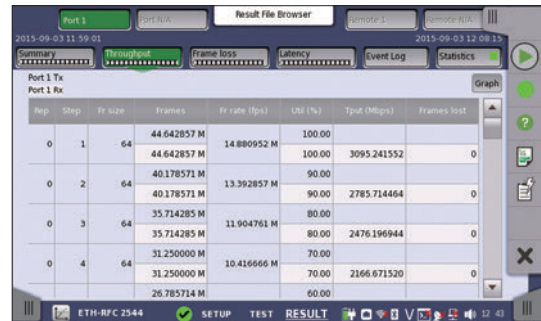 Port 1 Port N/A Result File Browser Remote 1 Remote N/A
2015-09-03 11:59:01 2015-09-03 12:08:15
Summary Throughput Frame loss Latency Event Log Statistics
Port 1 Tx
Port 1 Rx
Graph
Rep Step Fr size Frames Fr rate (fps) Util (%) Tput (Mbps) Frames lost
44.642857 M 100.00
0 1 64 14.880952 M
44.642857 M 100.00 3095.241552 0
40.178571 M 90.00
0 2 64 13.392857 M
40.178571 M 90.00 2785.714464 0
35.714285 M 80.00
0 3 64 11.904761 M
35.714285 M 80.00 2476.196944 0
31.250000 M 70.00
0 4 64 10.416666 M
31.250000 M 70.00 2166.671520 0
26.785714 M 60.00
ETH-RFC 2544 SETUP TEST RESULT 12 43